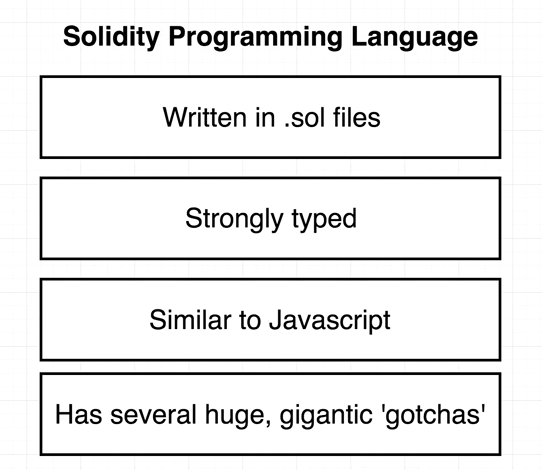 Solidity Programming Language
Written in .sol files
Strongly typed
Similar to Javascript
Has several huge, gigantic 'gotchas'